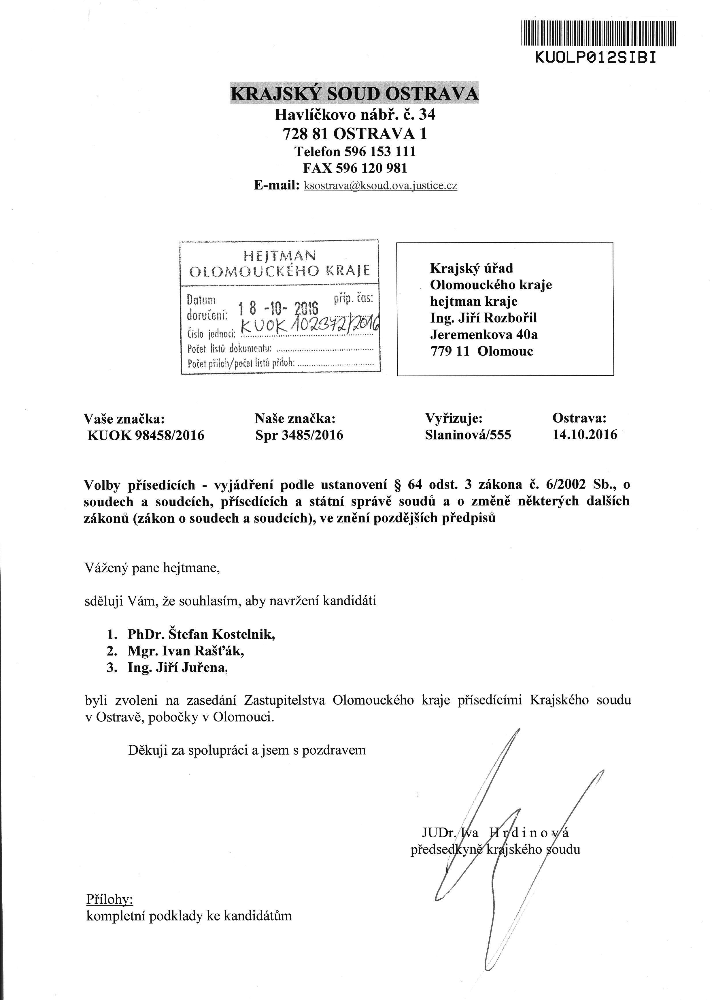 KUOLP012SIBI
KRAJSKÝ SOUD OSTRAVA
Havlíčkovo nábř. č. 34
728 81 OSTRAVA 1
Telefon 596 153 111
FAX 596 120 981
E-mail: ksostrava@ksoud.ova.justice.cz
HEJTMAN
OLOMOUCKÉHO KRAJE
Datum doručení: 18 -10- 2016 příp. čas:
Číslo jednací: KUOK 102372/2016
Počet listů dokumentu:
Počet příloh/počet listů příloh:
Krajský úřad
Olomouckého kraje
hejtman kraje
Ing. Jiří Rozbořil
Jeremenkova 40a
779 11 Olomouc
Vaše značka: Naše značka: Vyřizuje: Ostrava:
KUOK 98458/2016 Spr 3485/2016 Slaninová/555 14.10.2016
Volby přísedících - vyjádření podle ustanovení § 64 odst. 3 zákona č. 6/2002 Sb., o
soudech a soudcích, přísedících a státní správě soudů a o změně některých dalších
zákonů (zákon o soudech a soudcích), ve znění pozdějších předpisů
Vážený pane hejtmane,
sděluji Vám, že souhlasím, aby navržení kandidáti
1. PhDr. Štefan Kostelnik,
2. Mgr. Ivan Rašťák,
3. Ing. Jiří Juřena,
byli zvoleni na zasedání Zastupitelstva Olomouckého kraje přísedícími Krajského soudu
v Ostravě, pobočky v Olomouci.
Děkuji za spolupráci a jsem s pozdravem
JUDr. Iva H r d i n o v á
předsedkyně krajského soudu
Přílohy:
kompletní podklady ke kandidátům